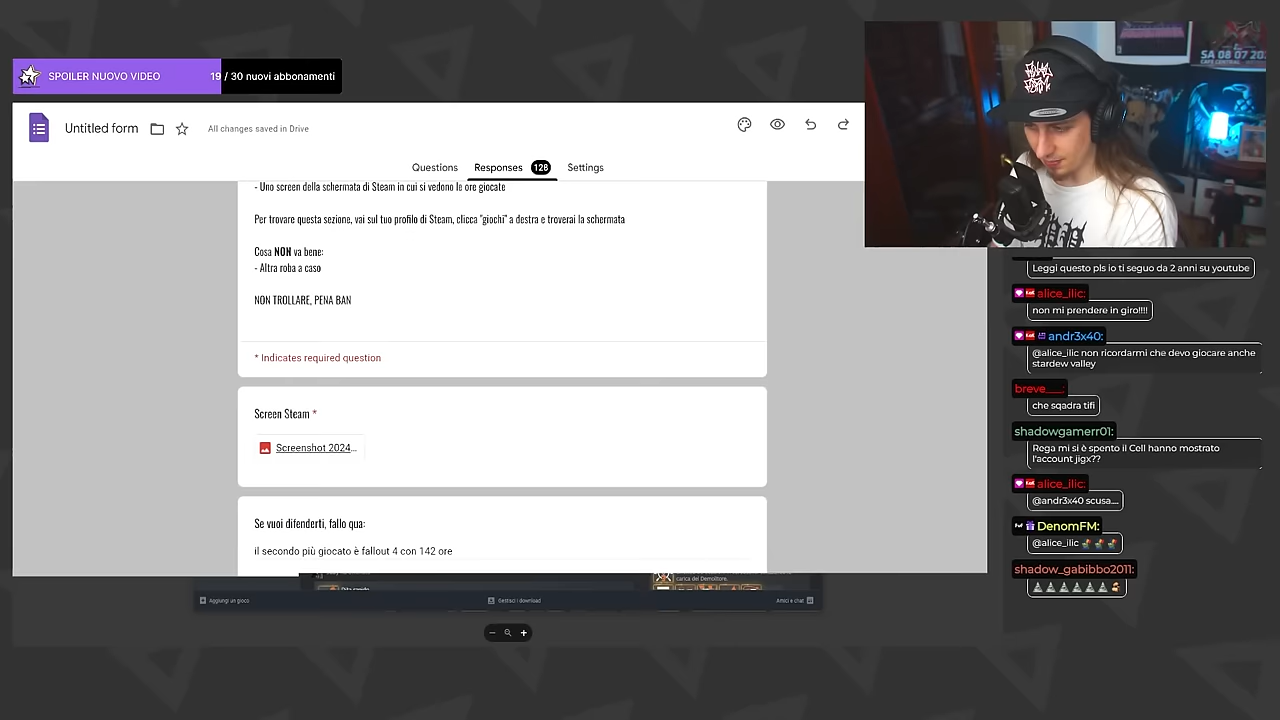 SPOILER NUOVO VIDEO 19 / 30 nuovi abbonamenti
Untitled form
All changes saved in Drive
Questions Responses 128 Settings
- Uno screen della schermata di Steam in cui si vedono le ore giocate
Per trovare questa sezione, vai sul tuo profilo di Steam, clicca "giochi" a destra e troverai la schermata
Cosa NON va bene:
- Altra roba a caso
NON TROLLARE, PENA BAN
* Indicates required question
Screen Steam *
Screenshot 2024...
Se vuoi difenderti, fallo qua:
il secondo più giocato è fallout 4 con 142 ore
carica del Demolitore.
Aggiungi un gioco
Gestisci i download
Amici e chat
SA 08 07 20
Leggi questo pls io ti seguo da 2 anni su youtube
alice_ilic:
non mi prendere in giro!!!!
andr3x40:
@alice_ilic non ricordarmi che devo giocare anche
stardew valley
breve___:
che sqadra tifi
shadowgamerr01:
Rega mi si è spento il Cell hanno mostrato
l'account jigx??
alice_ilic:
@andr3x40 scusa....
DenomFM:
@alice_ilic
shadow_gabibbo2011: